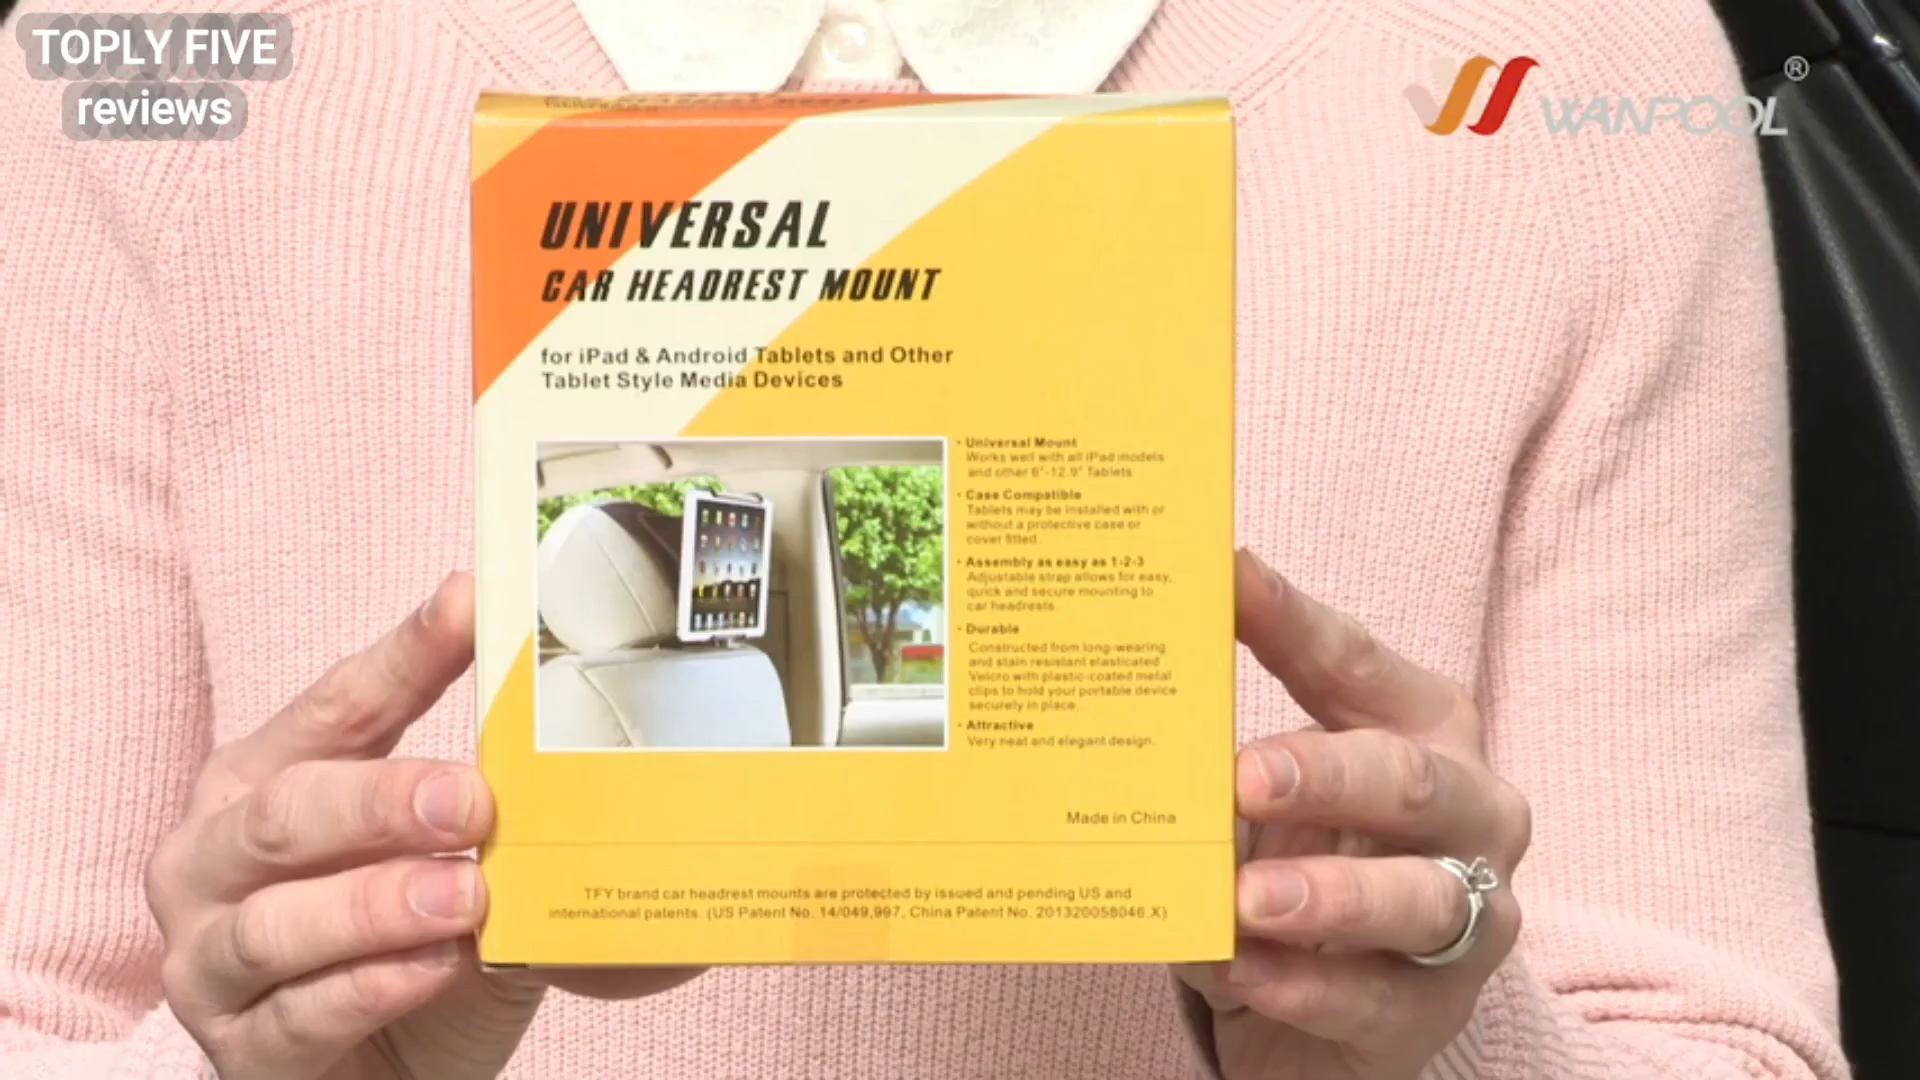 TOPLY FIVE
reviews
WANPOOL
®
UNIVERSAL
CAR HEADREST MOUNT
for iPad & Android Tablets and Other
Tablet Style Media Devices
· Universal Mount
Works well with all iPad models
and other 6"-12.9" Tablets
· Case Compatible
Tablets may be installed with or
without a protective case or
cover fitted.
· Assembly as easy as 1-2-3
Adjustable strap allows for easy,
quick and secure mounting to
car headrests.
· Durable
Constructed from long-wearing
and stain resistant elasticated
Velcro with plastic-coated metal
clips to hold your portable device
securely in place.
· Attractive
Very neat and elegant design.
Made in China
TFY brand car headrest mounts are protected by issued and pending US and
international patents. (US Patent No. 14/049,997, China Patent No. 201320058046.X)